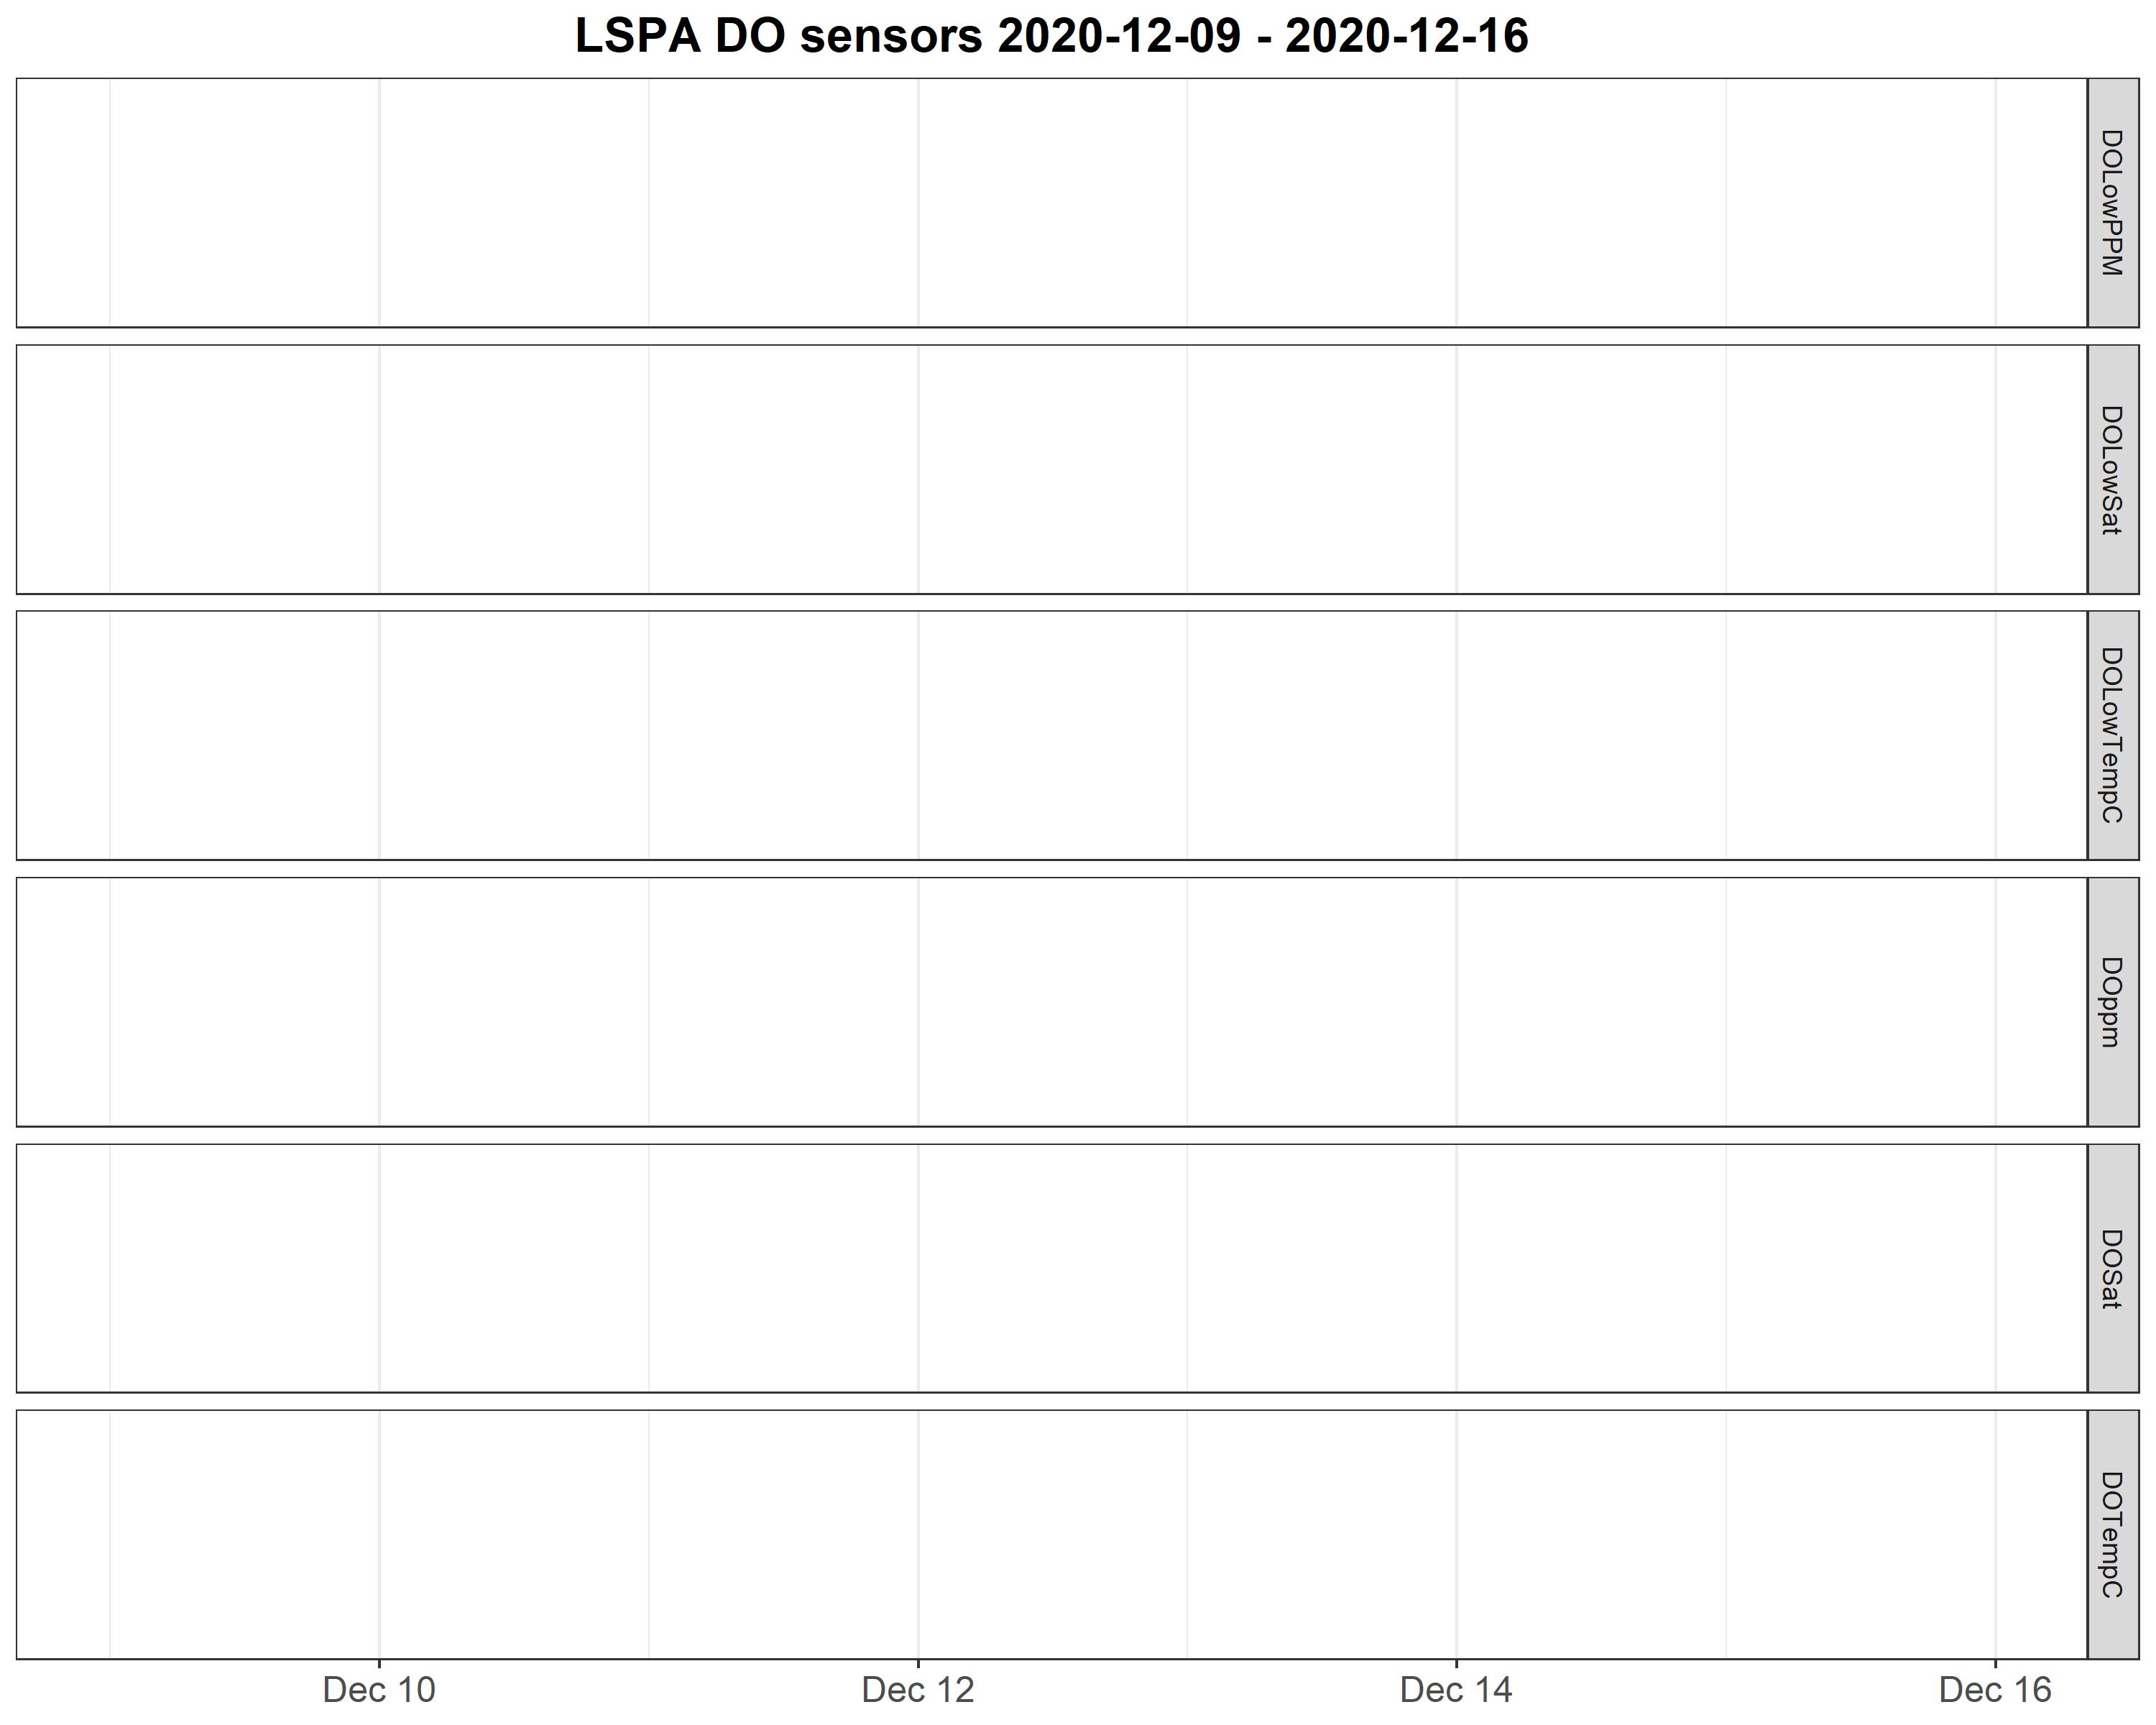 LSPA DO sensors 2020-12-09 - 2020-12-16
DOLowPPM
DOLowSat
DOLowTempC
DOppm
DOSat
DOTempC
Dec 10 Dec 12 Dec 14 Dec 16